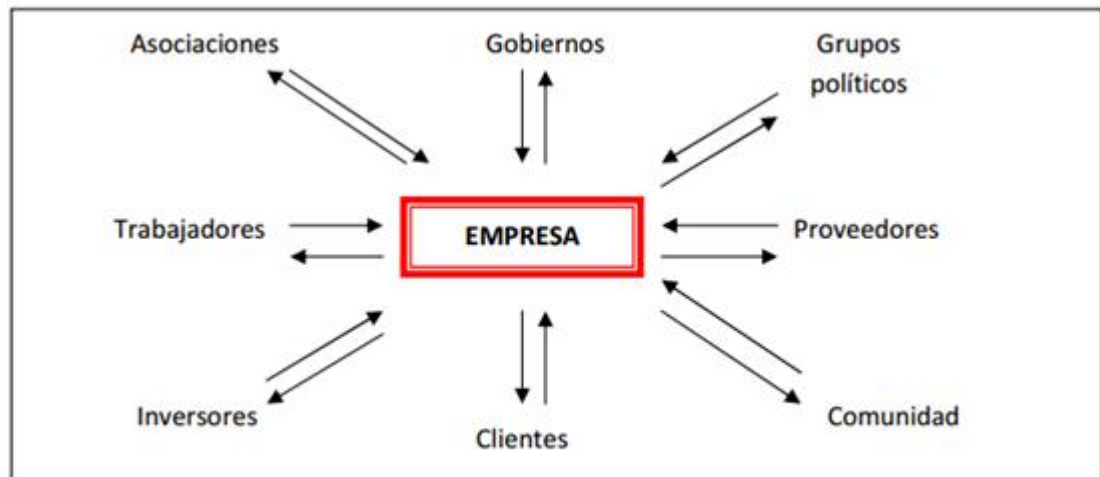 Asociaciones
Gobiernos
Grupos
políticos
Trabajadores
EMPRESA
Proveedores
Inversores
Clientes
Comunidad